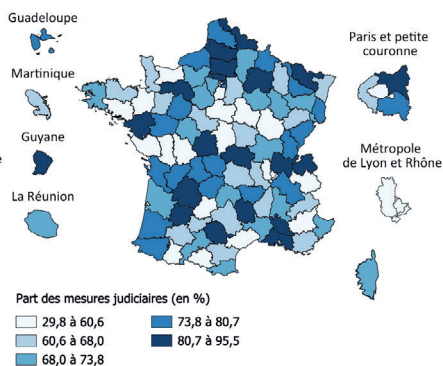 Guadeloupe
Martinique
Guyane
La Réunion
Paris et petite
couronne
Métropole
de Lyon et Rhône
Part des mesures judiciaires (en %)
29,8 à 60,6
60,6 à 68,0
68,0 à 73,8
73,8 à 80,7
80,7 à 95,5